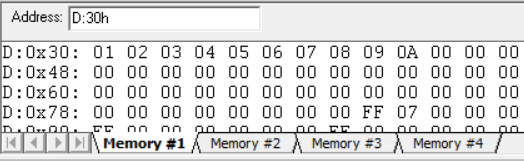 Address: D:30h
D:0x30: 01 02 03 04 05 06 07 08 09 0A 00 00 00
D:0x48: 00 00 00 00 00 00 00 00 00 00 00 00 00
D:0x60: 00 00 00 00 00 00 00 00 00 00 00 00 00
D:0x78: 00 00 00 00 00 00 00 00 FF 07 00 00 00
Memory #1 Memory #2 Memory #3 Memory #4